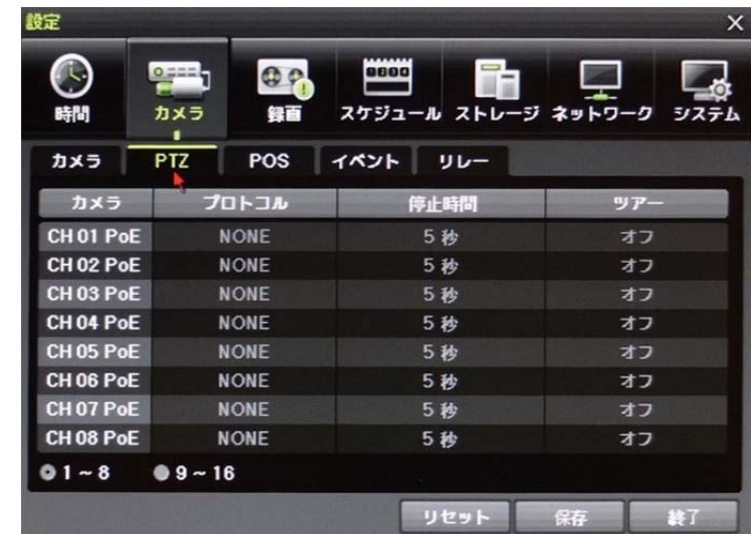 設定
時間 カメラ 録画 スケジュール ストレージ ネットワーク システム
カメラ PTZ POS イベント リレー
カメラ プロトコル 停止時間 ツアー
CH 01 PoE NONE 5 秒 オフ
CH 02 PoE NONE 5 秒 オフ
CH 03 PoE NONE 5 秒 オフ
CH 04 PoE NONE 5 秒 オフ
CH 05 PoE NONE 5 秒 オフ
CH 06 PoE NONE 5 秒 オフ
CH 07 PoE NONE 5 秒 オフ
CH 08 PoE NONE 5 秒 オフ
1 ~ 8 9 ~ 16
リセット 保存 終了